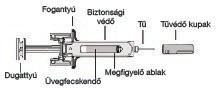 Fogantyú
Biztonsági
védő
Tű
Tűvédő kupak
Dugattyú
Üvegfecskendő
Megfigyelő ablak